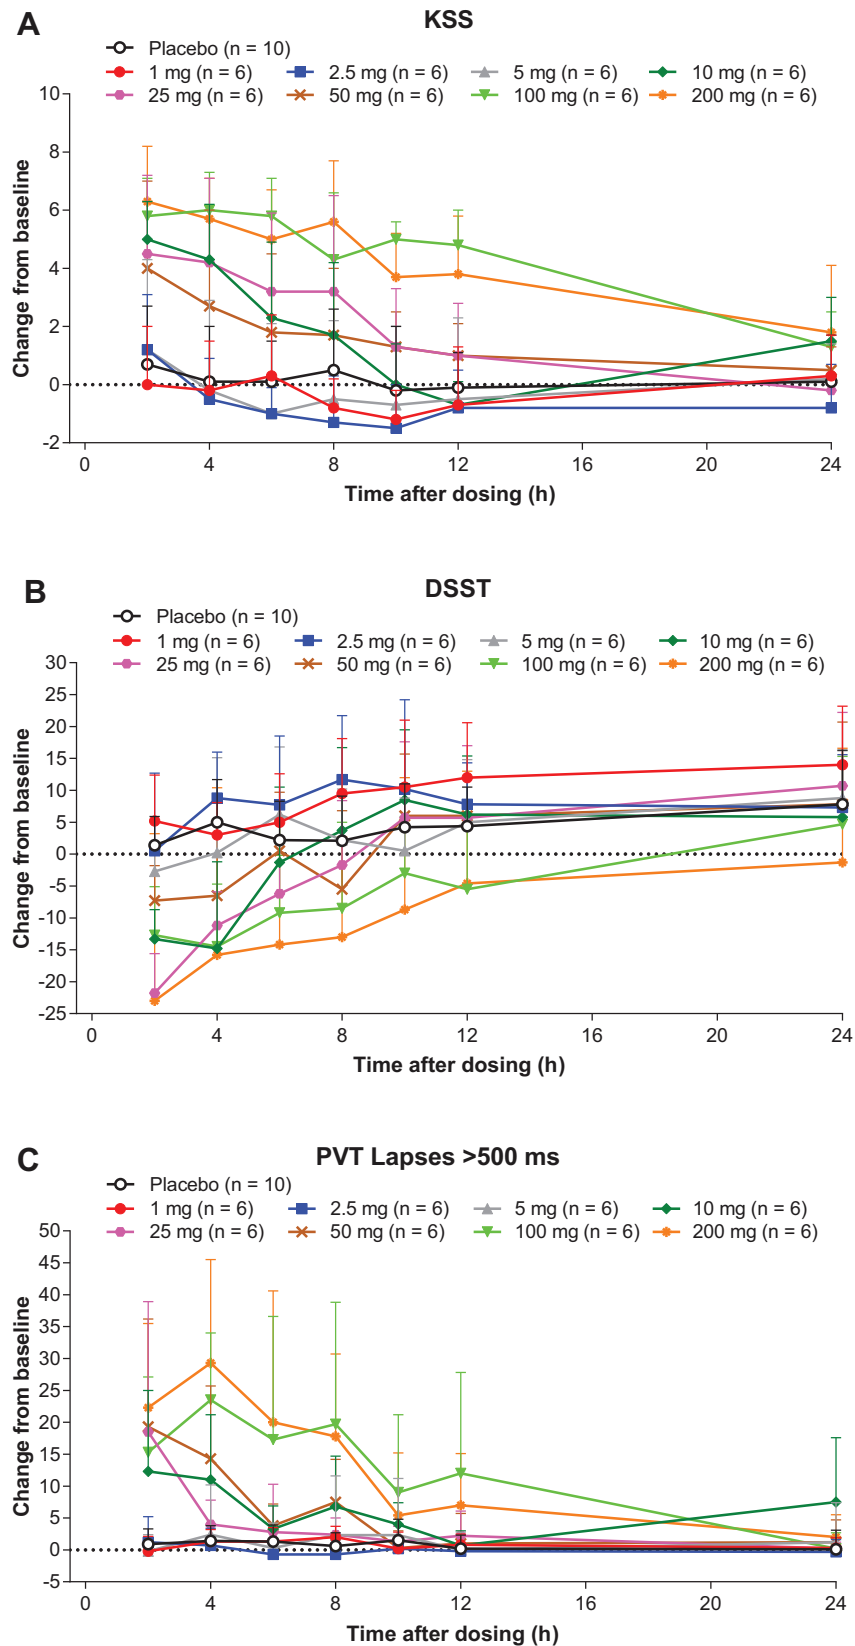 A
KSS
Placebo (n = 10)
1 mg (n = 6) 2.5 mg (n = 6) 5 mg (n = 6) 10 mg (n = 6)
25 mg (n = 6) 50 mg (n = 6) 100 mg (n = 6) 200 mg (n = 6)
Change from baseline
10
8
6
4
2
0
-2
0 4 8 12 16 20 24
Time after dosing (h)
B
DSST
Placebo (n = 10)
1 mg (n = 6) 2.5 mg (n = 6) 5 mg (n = 6) 10 mg (n = 6)
25 mg (n = 6) 50 mg (n = 6) 100 mg (n = 6) 200 mg (n = 6)
Change from baseline
30
25
20
15
10
5
0
-5
-10
-15
-20
-25
0 4 8 12 16 20 24
Time after dosing (h)
C
PVT Lapses >500 ms
Placebo (n = 10)
1 mg (n = 6) 2.5 mg (n = 6) 5 mg (n = 6) 10 mg (n = 6)
25 mg (n = 6) 50 mg (n = 6) 100 mg (n = 6) 200 mg (n = 6)
Change from baseline
50
45
40
35
30
25
20
15
10
5
0
-5
0 4 8 12 16 20 24
Time after dosing (h)